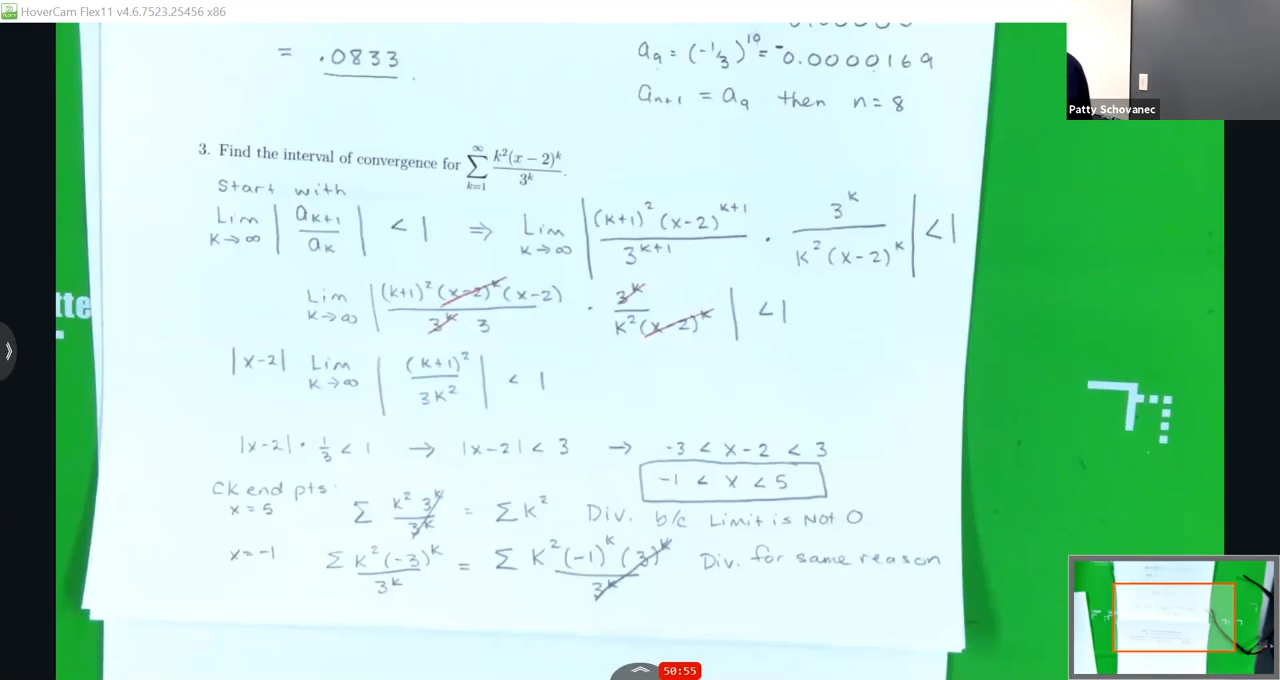 HoverCam Flex11 v4.6.7523.25456 x86
= .0833
a₉ = (-1/3)^10 = -0.0000169
aₙ₊₁ = a₉ then n = 8
Patty Schovanec
3. Find the interval of convergence for ∑_{k=1}^{∞} k²(x − 2)^k / 3^k.
Start with
Lim_{K→∞} | a_{K+1} / a_K | < 1 ⇒ Lim_{K→∞} | (K+1)² (x-2)^{K+1} / 3^{K+1} · 3^K / K² (x-2)^K | < 1
Lim_{K→∞} | (K+1)² (x-2)^K (x-2) / 3^K 3 · 3^K / K² (x-2)^K | < 1
|x-2| Lim_{K→∞} | (K+1)² / 3K² | < 1
|x-2| · 1/3 < 1 → |x-2| < 3 → -3 < x-2 < 3
-1 < x < 5
CK end pts:
x = 5 ∑ K² 3^K / 3^K = ∑ K² Div. b/c Limit is Not 0
x = -1 ∑ K² (-3)^K / 3^K = ∑ K² (-1)^K (3)^K / 3^K Div. for same reason
50:55